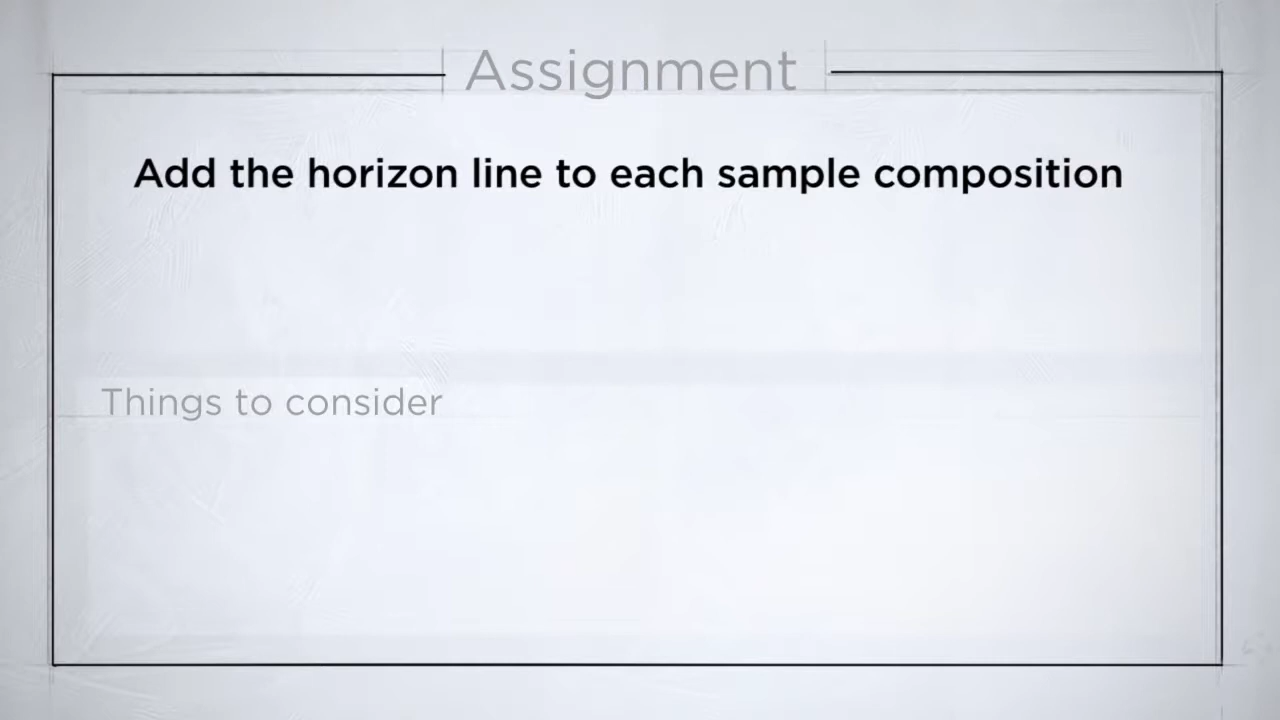 Assignment
Add the horizon line to each sample composition
Things to consider